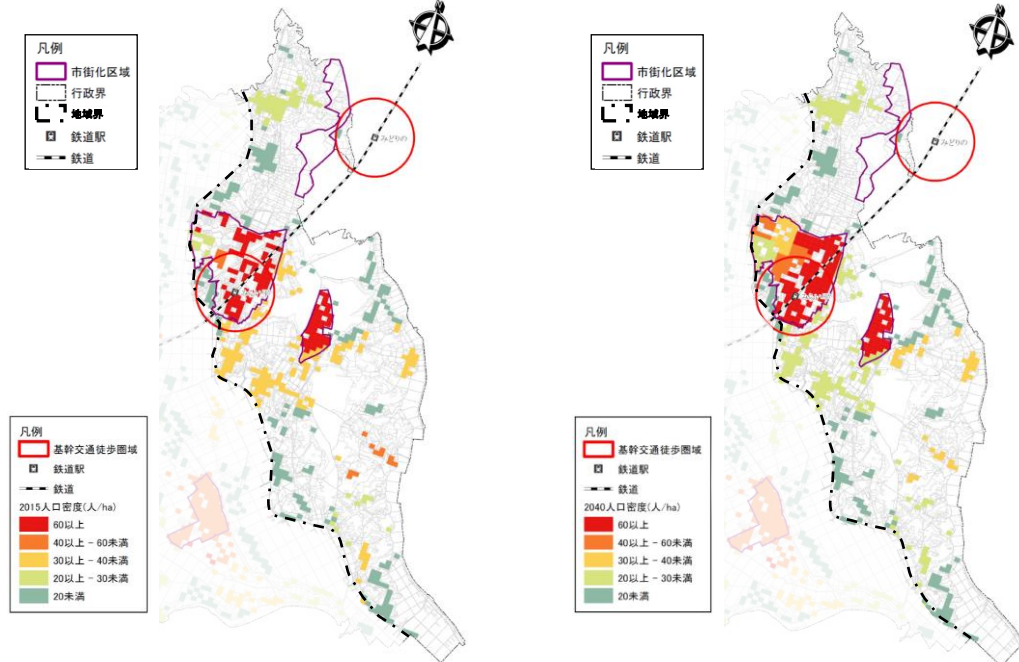 凡例
市街化区域
行政界
地域界
鉄道駅
鉄道
みどりの
凡例
基幹交通徒歩圏域
鉄道駅
鉄道
2015人口密度(人/ha)
60以上
40以上 - 60未満
30以上 - 40未満
20以上 - 30未満
20未満
凡例
市街化区域
行政界
地域界
鉄道駅
鉄道
みどりの
凡例
基幹交通徒歩圏域
鉄道駅
鉄道
2040人口密度(人/ha)
60以上
40以上 - 60未満
30以上 - 40未満
20以上 - 30未満
20未満